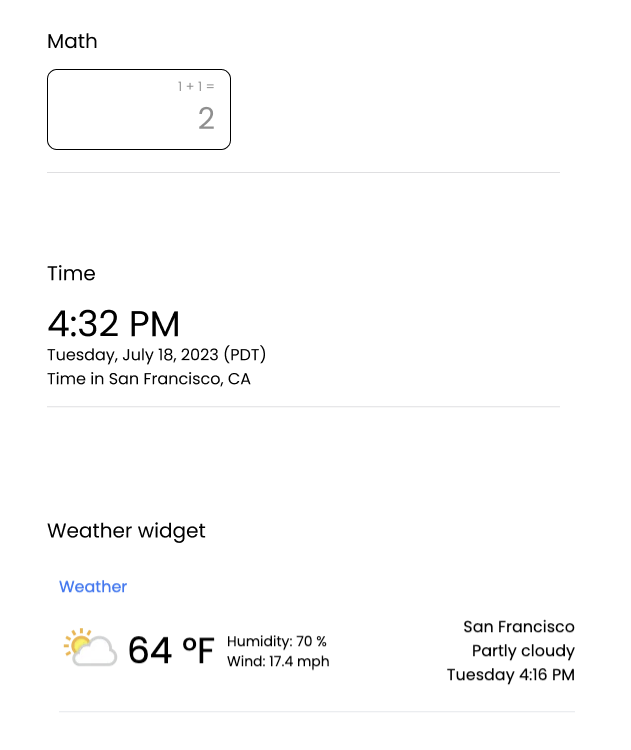 Math
1 + 1 =
2
Time
4:32 PM
Tuesday, July 18, 2023 (PDT)
Time in San Francisco, CA
Weather widget
Weather
64 ºF
Humidity: 70 %
Wind: 17.4 mph
San Francisco
Partly cloudy
Tuesday 4:16 PM